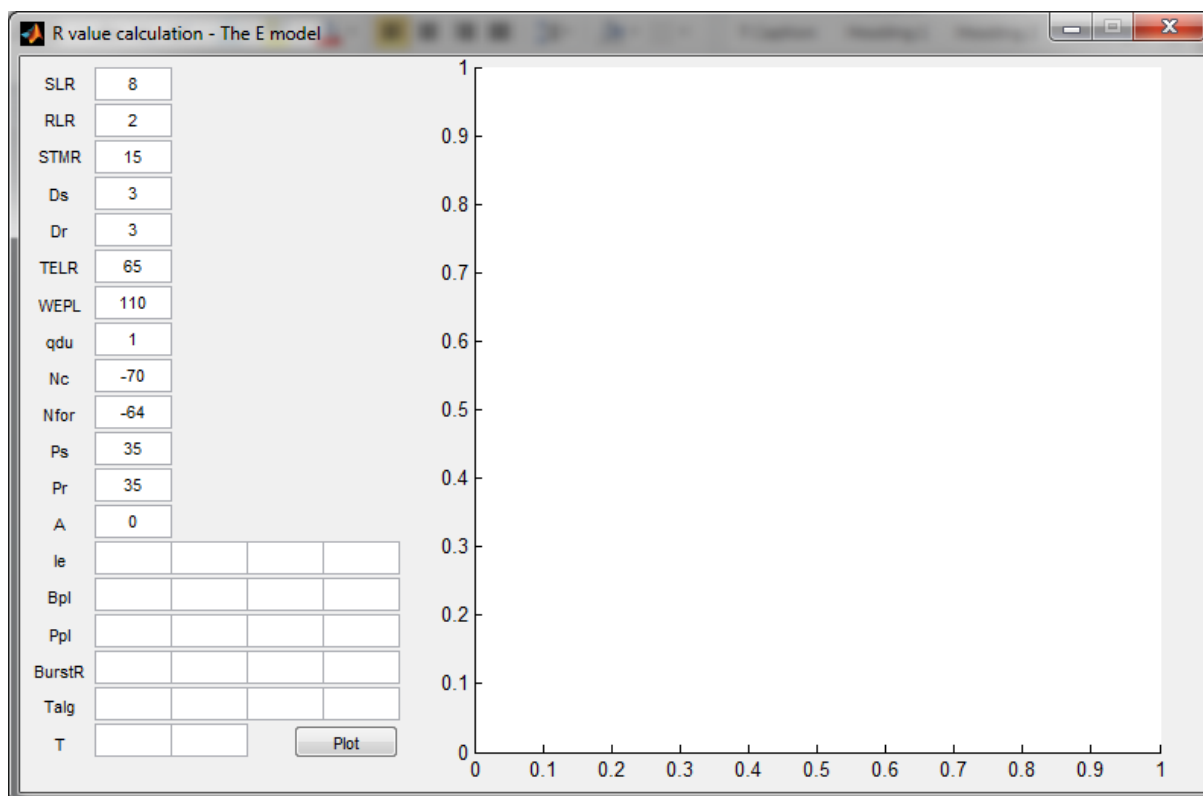 R value calculation - The E model
SLR 8
RLR 2
STMR 15
Ds 3
Dr 3
TELR 65
WEPL 110
qdu 1
Nc -70
Nfor -64
Ps 35
Pr 35
A 0
Ie
Bpl
Ppl
BurstR
Talg
T Plot
1
0.9
0.8
0.7
0.6
0.5
0.4
0.3
0.2
0.1
0
0 0.1 0.2 0.3 0.4 0.5 0.6 0.7 0.8 0.9 1